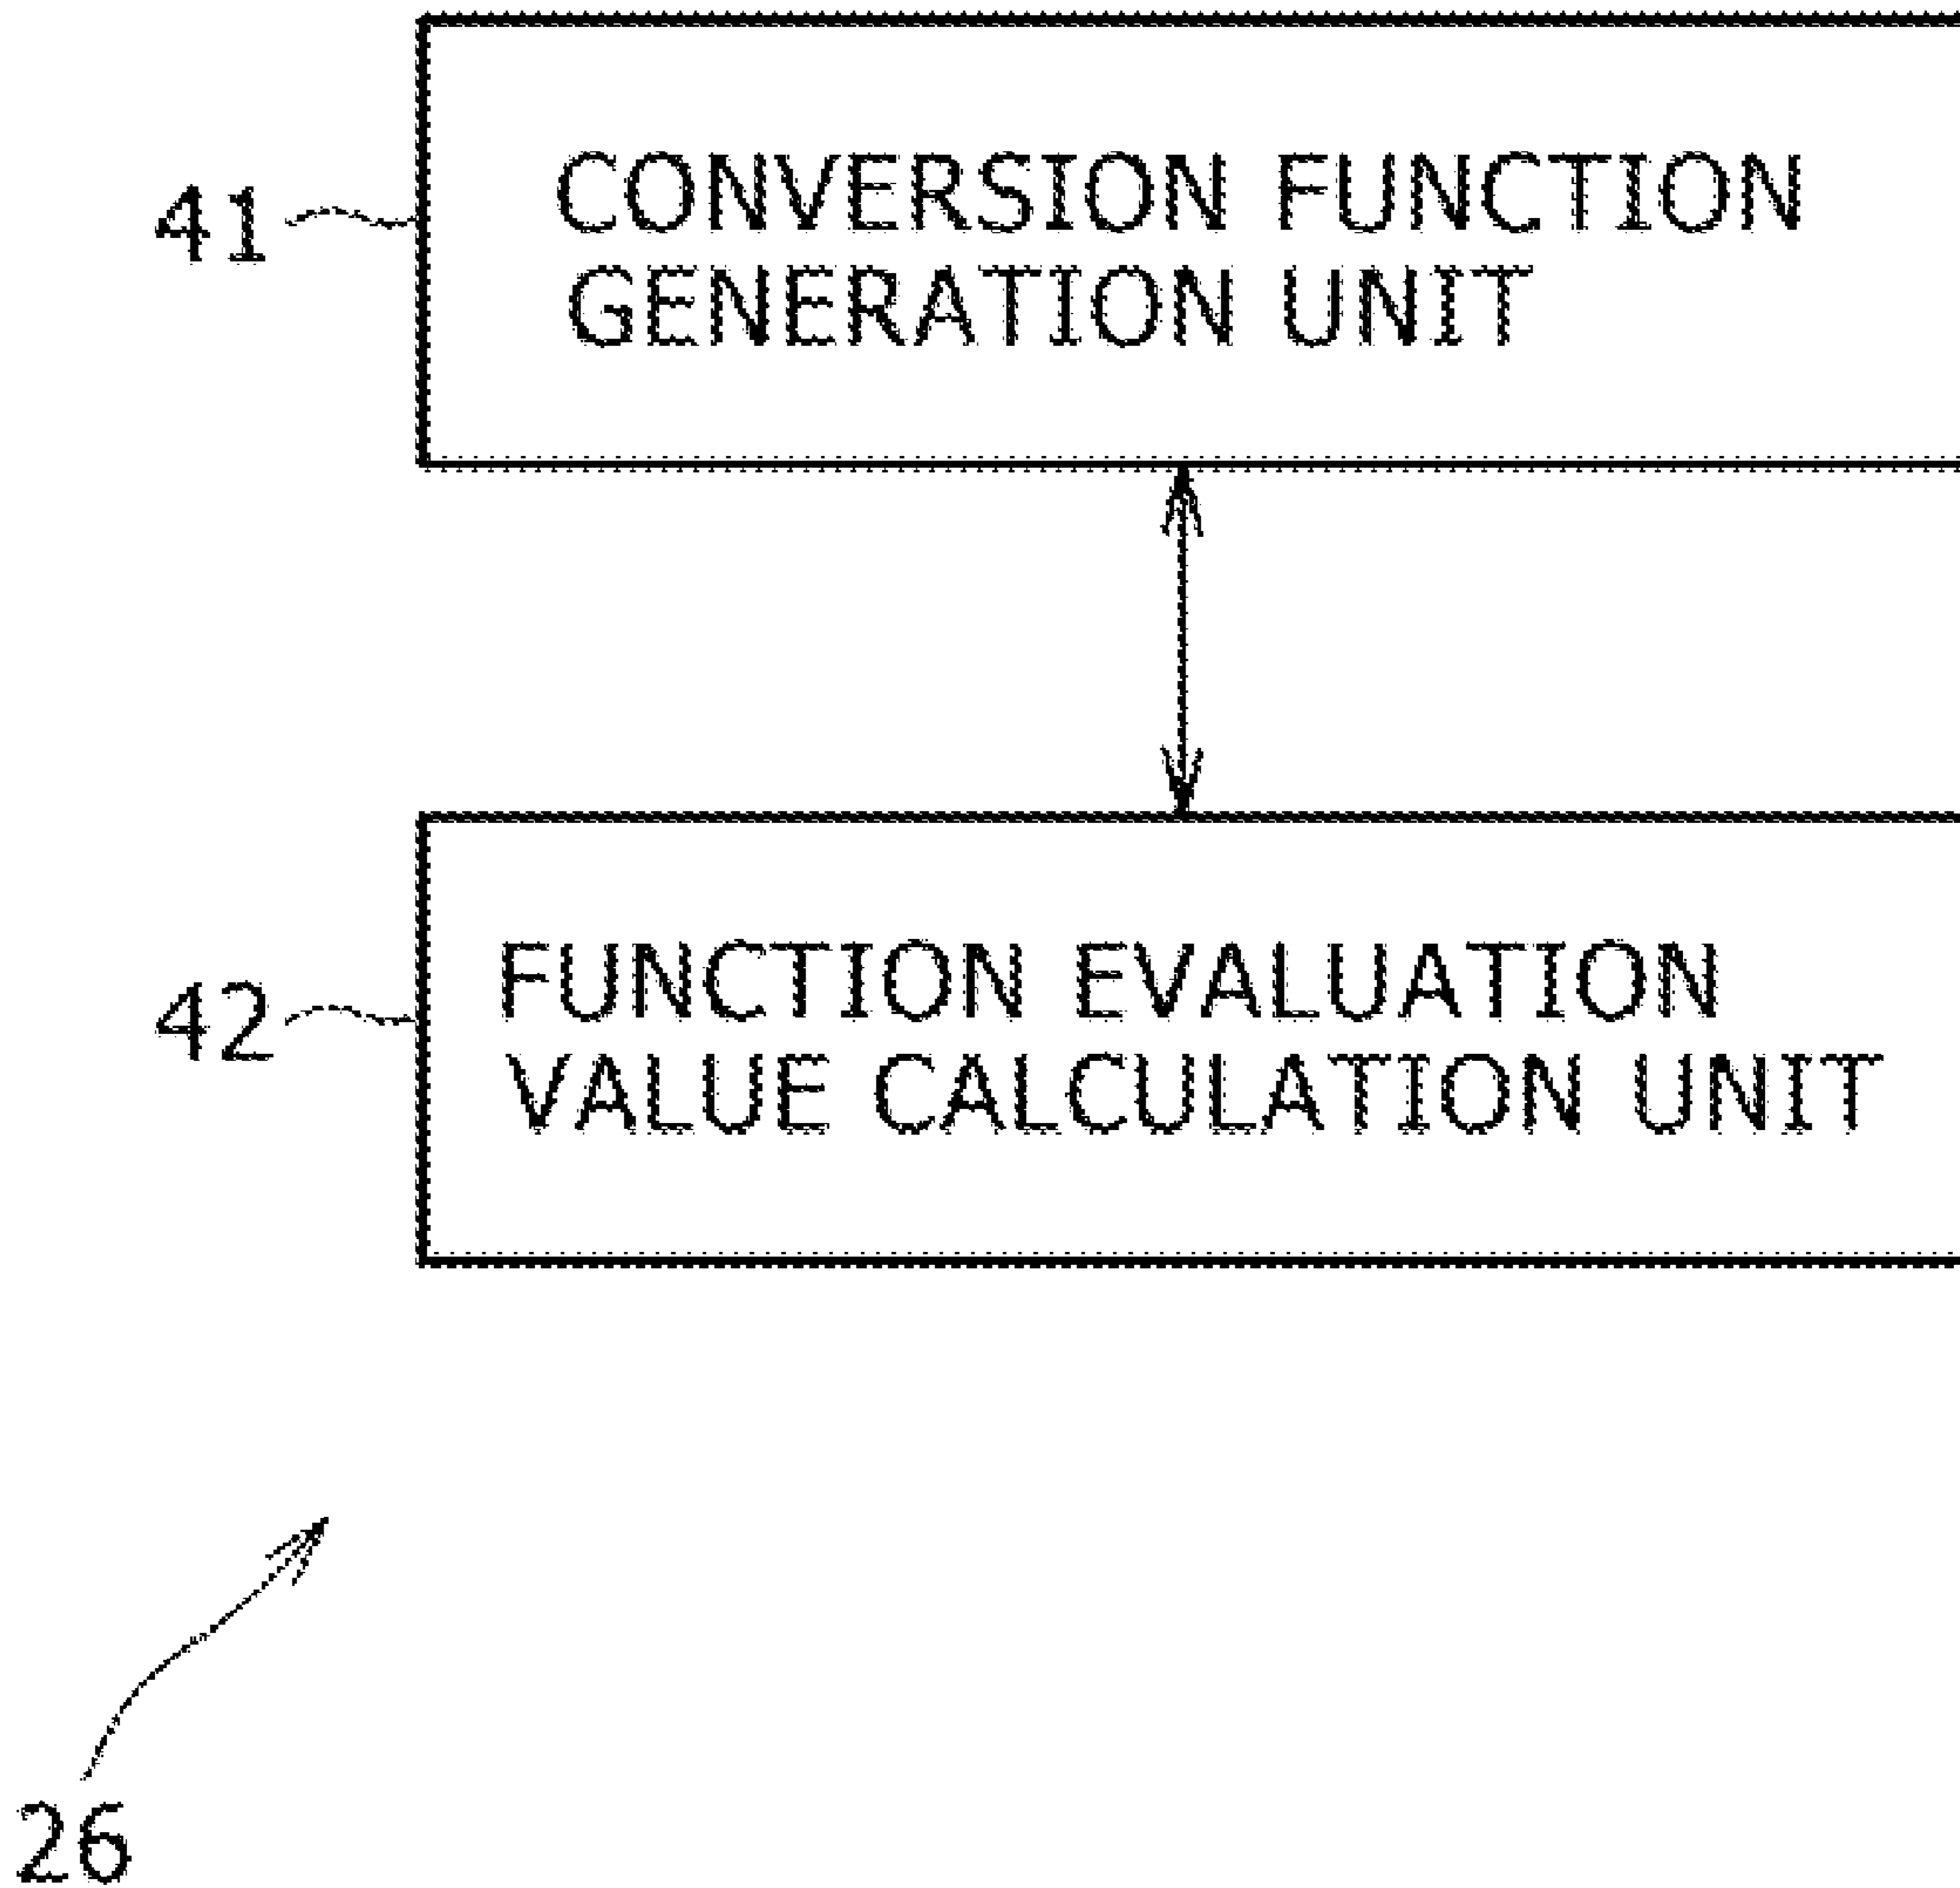 41
CONVERSION FUNCTION
GENERATION UNIT
42
FUNCTION EVALUATION
VALUE CALCULATION UNIT
26